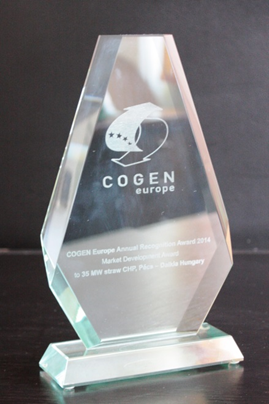 COGEN
europe
COGEN Europe Annual Recognition Award 2014
Market Development Award
to 35 MW straw CHP, Pécs – Dalkia Hungary